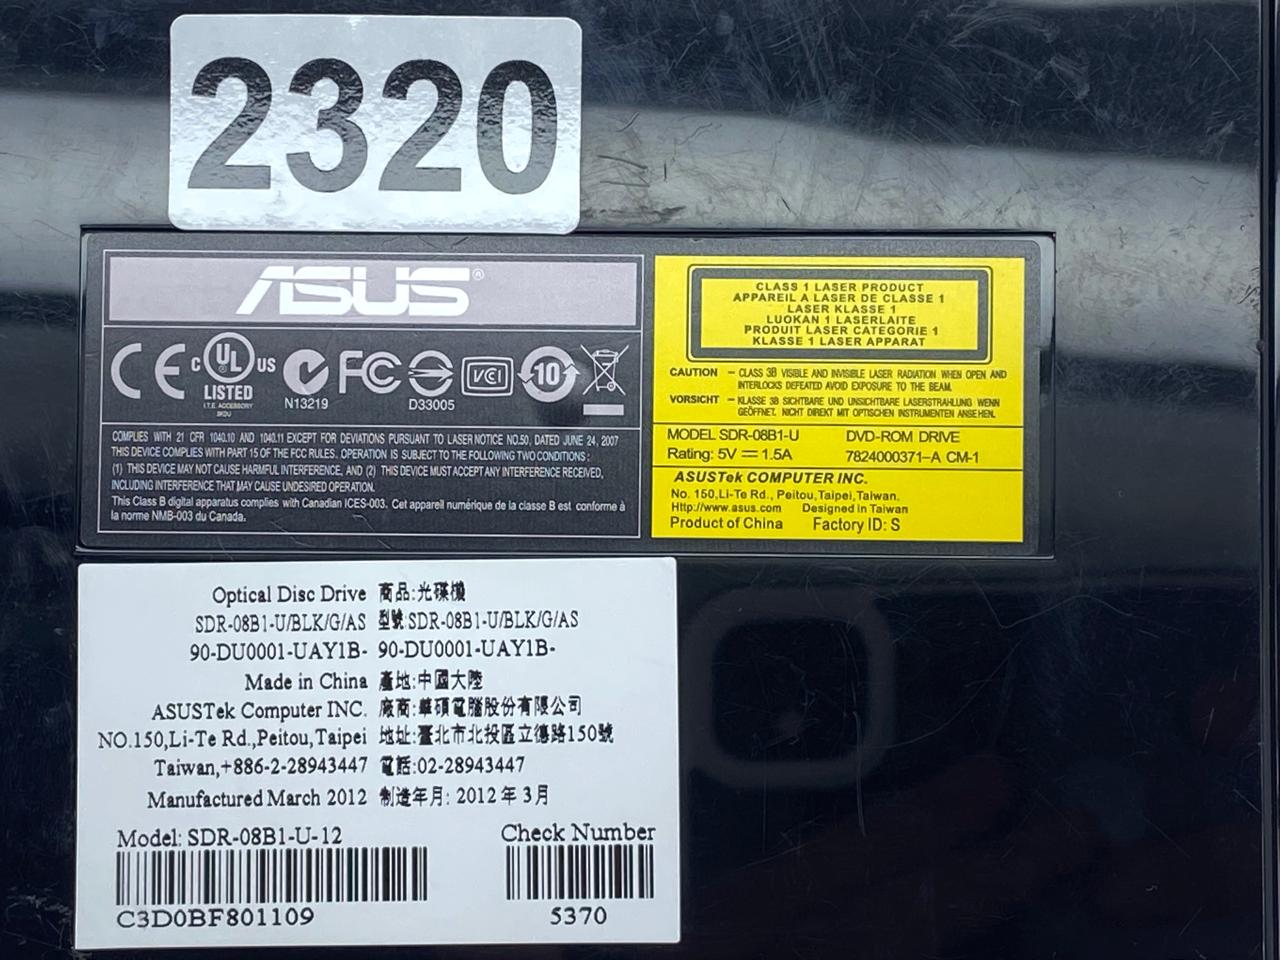 2320
ASUS®
CE C UL US LISTED I.T.E. ACCESSORY N13219 FC D33005 VCI 10
COMPLIES WITH 21 CFR 1040.10 AND 1040.11 EXCEPT FOR DEVIATIONS PURSUANT TO LASER NOTICE NO.50, DATED JUNE 24, 2007
THIS DEVICE COMPLIES WITH PART 15 OF THE FCC RULES. OPERATION IS SUBJECT TO THE FOLLOWING TWO CONDITIONS :
(1) THIS DEVICE MAY NOT CAUSE HARMFUL INTERFERENCE, AND (2) THIS DEVICE MUST ACCEPT ANY INTERFERENCE RECEIVED,
INCLUDING INTERFERENCE THAT MAY CAUSE UNDESIRED OPERATION.
This Class B digital apparatus complies with Canadian ICES-003. Cet appareil numérique de la classe B est conforme à
la norme NMB-003 du Canada.
CLASS 1 LASER PRODUCT
APPAREIL A LASER DE CLASSE 1
LASER KLASSE 1
LUOKAN 1 LASERLAITE
PRODUIT LASER CATEGORIE 1
KLASSE 1 LASER APPARAT
CAUTION – CLASS 3B VISIBLE AND INVISIBLE LASER RADIATION WHEN OPEN AND
INTERLOCKS DEFEATED AVOID EXPOSURE TO THE BEAM.
VORSICHT – KLASSE 3B SICHTBARE UND UNSICHTBARE LASERSTRAHLUNG WENN
GEÖFFNET. NICHT DIREKT MIT OPTISCHEN INSTRUMENTEN ANSEHEN.
MODEL SDR-08B1-U DVD-ROM DRIVE
Rating: 5V ⎓ 1.5A 7824000371-A CM-1
ASUSTek COMPUTER INC.
No. 150,Li-Te Rd., Peitou,Taipei,Taiwan.
Http://www.asus.com Designed in Taiwan
Product of China Factory ID: S
Optical Disc Drive 商品:光碟機
SDR-08B1-U/BLK/G/AS 型號:SDR-08B1-U/BLK/G/AS
90-DU0001-UAY1B- 90-DU0001-UAY1B-
Made in China 產地:中國大陸
ASUSTek Computer INC. 廠商:華碩電腦股份有限公司
NO.150,Li-Te Rd.,Peitou,Taipei 地址:臺北市北投區立德路150號
Taiwan,+886-2-28943447 電話:02-28943447
Manufactured March 2012 制造年月: 2012 年 3 月
Model: SDR-08B1-U-12 Check Number
C3D0BF801109 5370